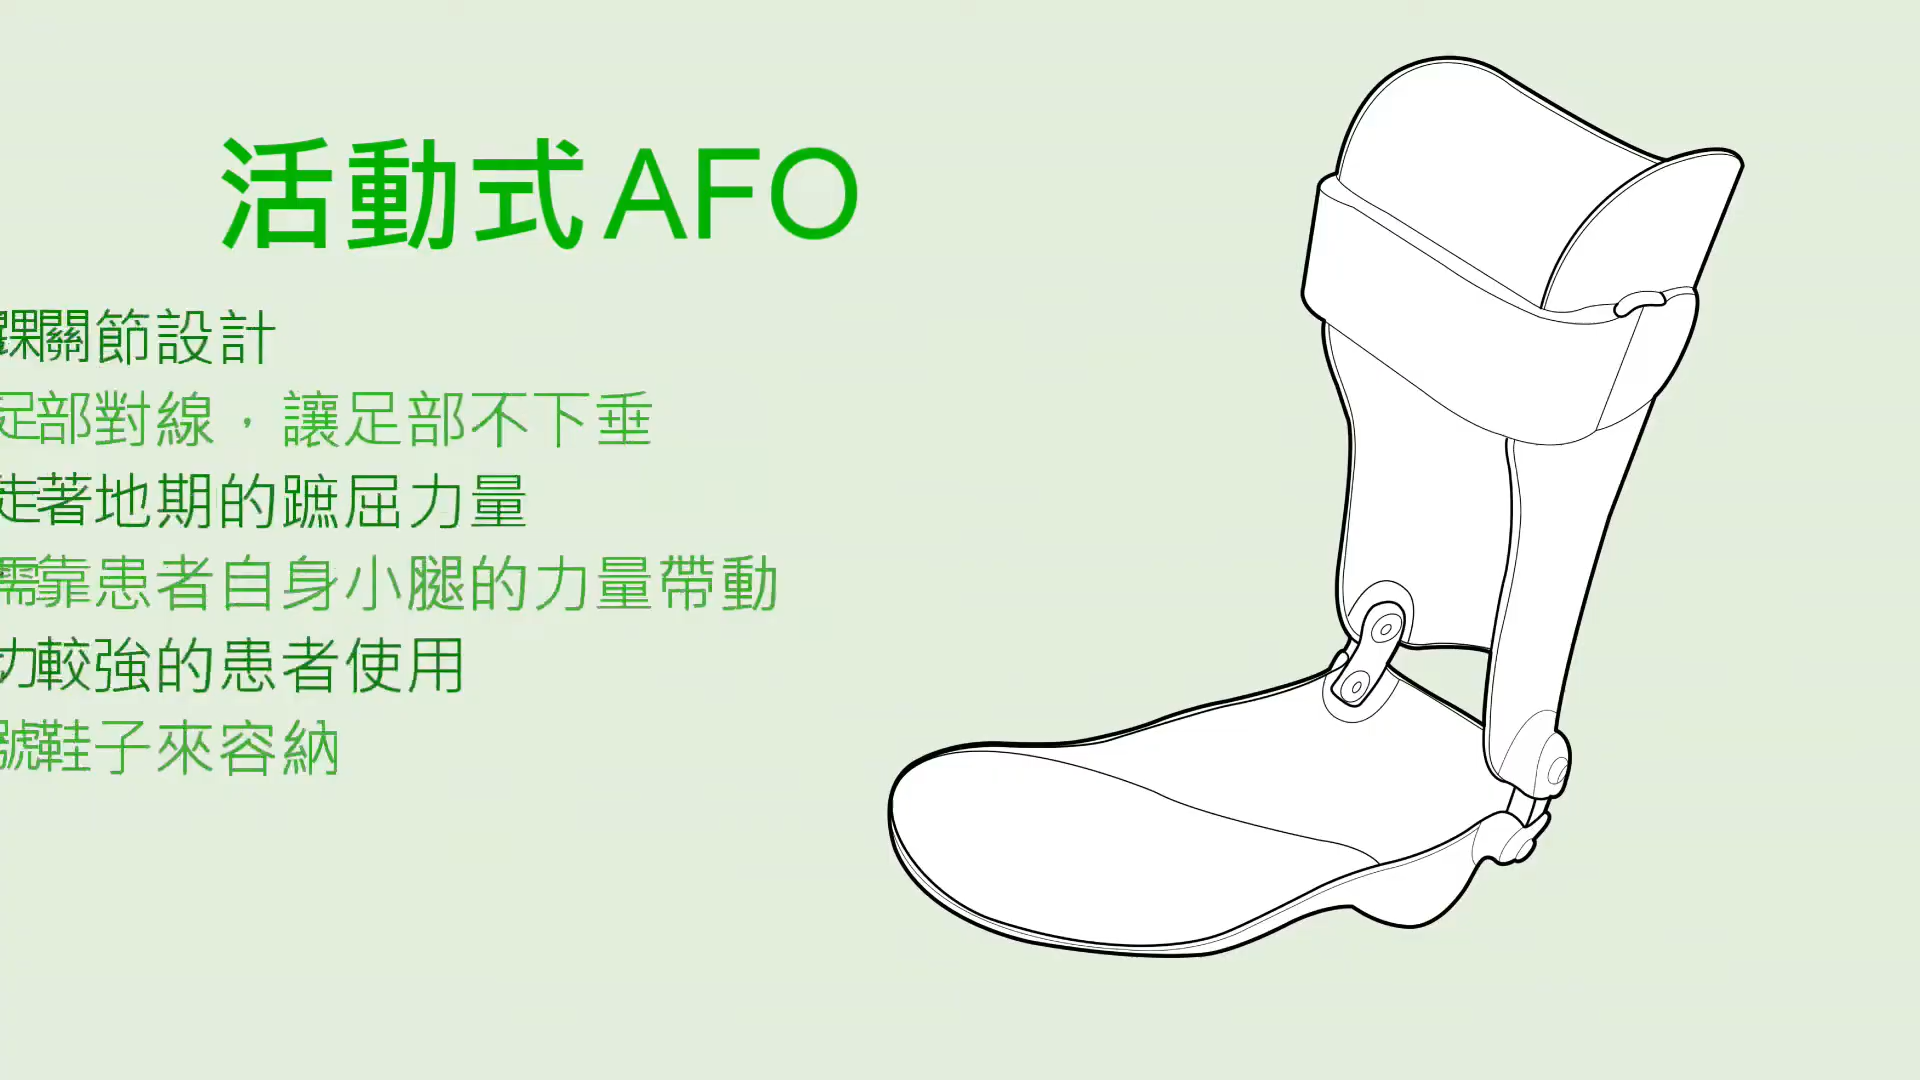 活動式AFO
踝關節設計
足部對線，讓足部不下垂
走著地期的蹠屈力量
需靠患者自身小腿的力量帶動
力較強的患者使用
號鞋子來容納